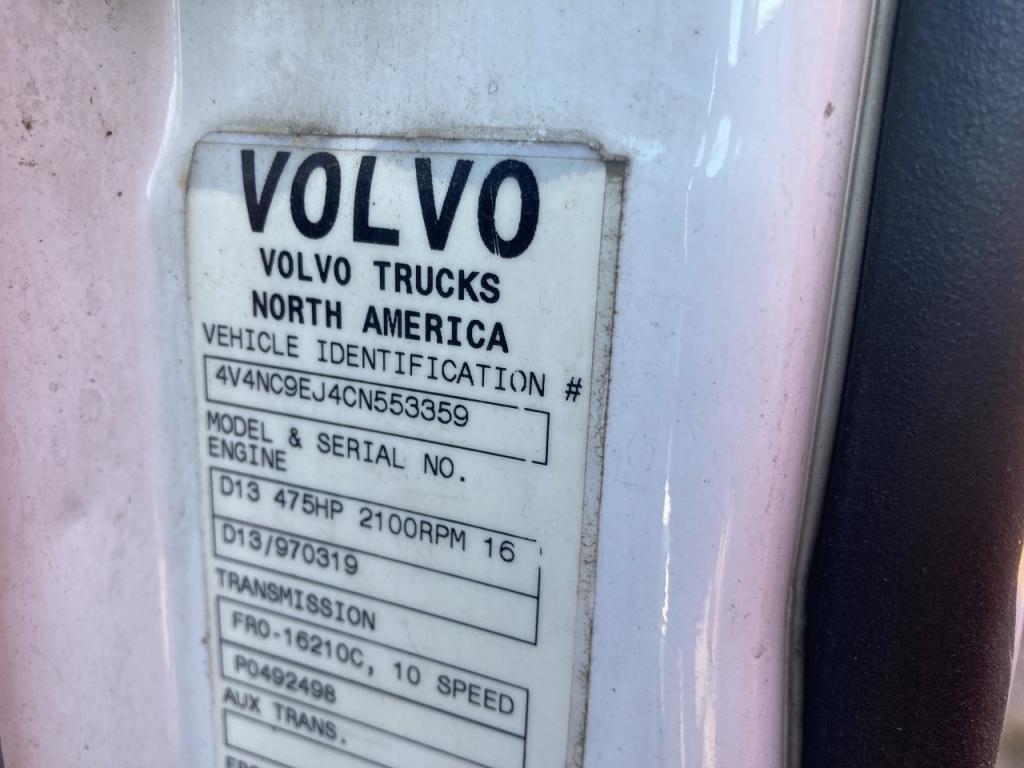 VOLVO
VOLVO TRUCKS
NORTH AMERICA
VEHICLE IDENTIFICATION #
4V4NC9EJ4CN553359
MODEL & SERIAL NO.
ENGINE
D13 475HP 2100RPM 16
D13/970319
TRANSMISSION
FRO-16210C, 10 SPEED
P0492498
AUX TRANS.